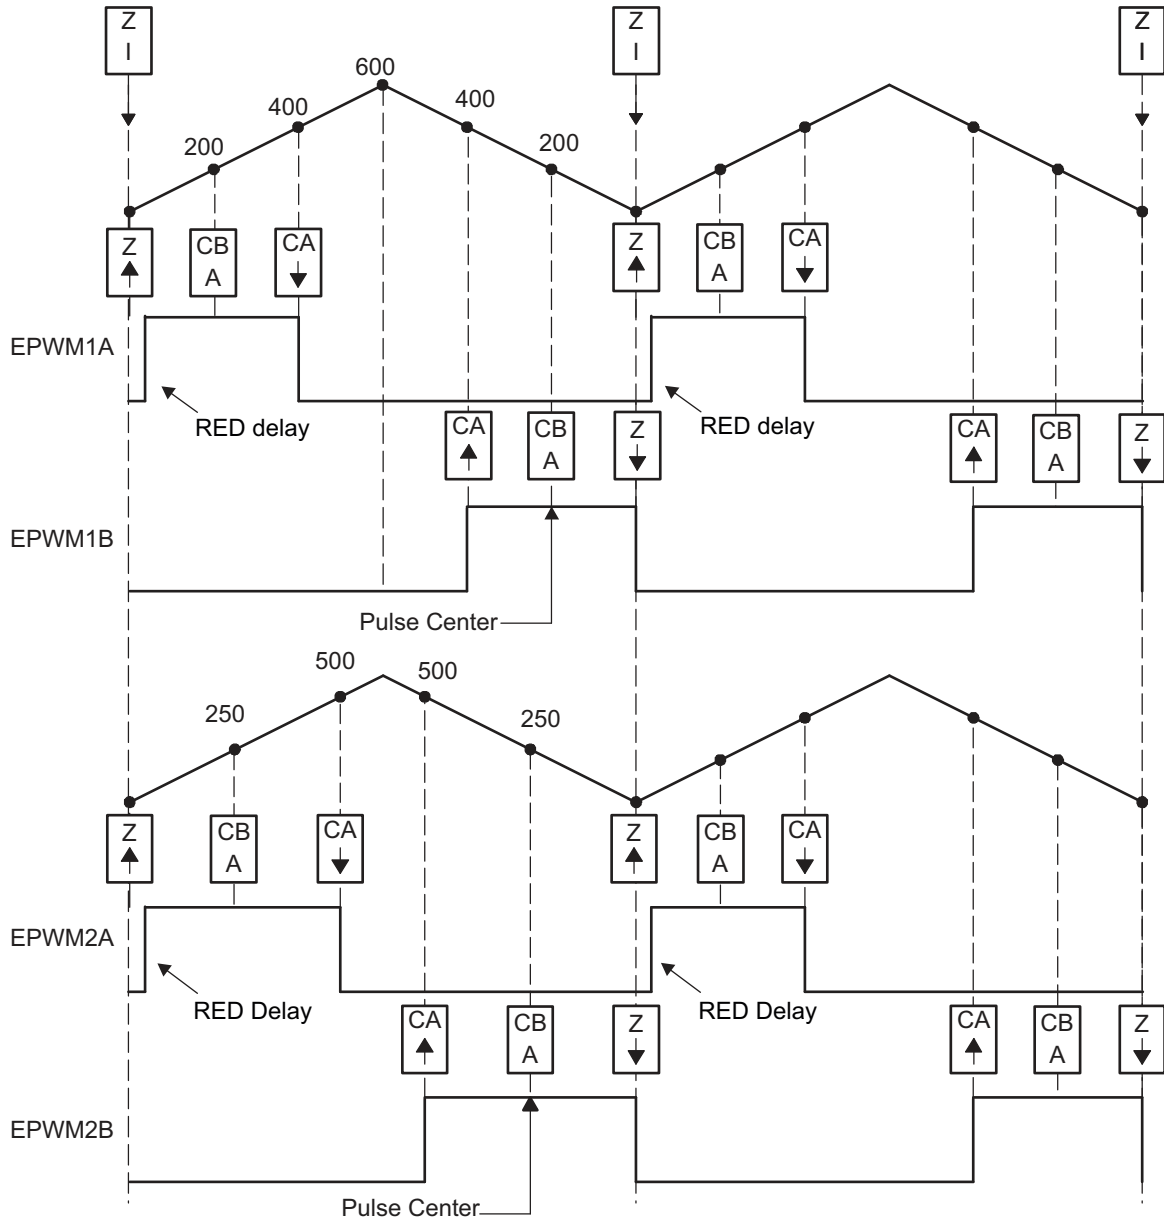 Z Z Z
I I I
600
400 400
200 200
Z CB CA Z CB CA
A A
EPWM1A
RED delay RED delay
CA CB Z CA CB Z
A A
EPWM1B
Pulse Center
500 500
250 250
Z CB CA Z CB CA
A A
EPWM2A
RED Delay RED Delay
CA CB Z CA CB Z
A A
EPWM2B
Pulse Center